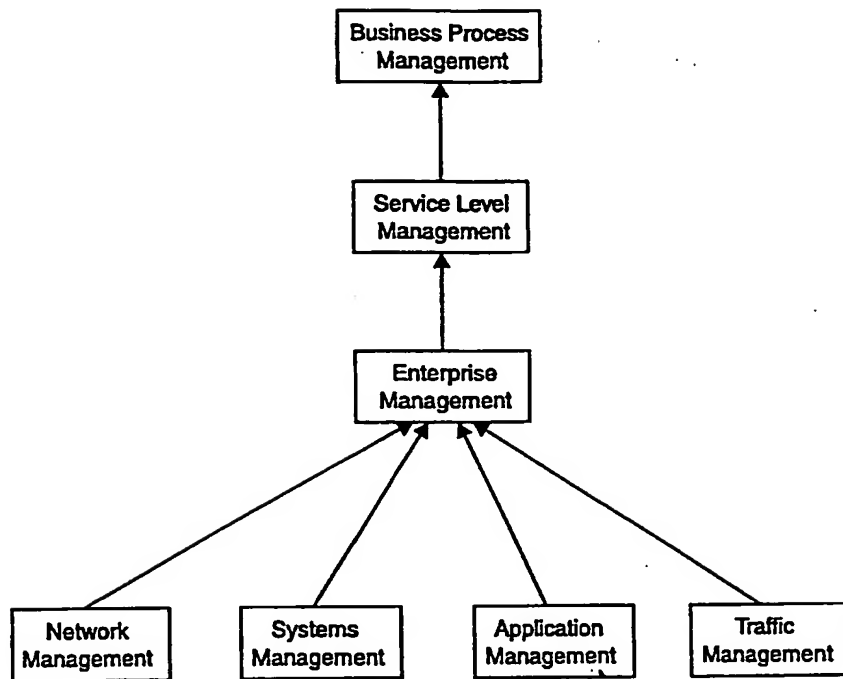 Business Process
Management
Service Level
Management
Enterprise
Management
Network
Management
Systems
Management
Application
Management
Traffic
Management